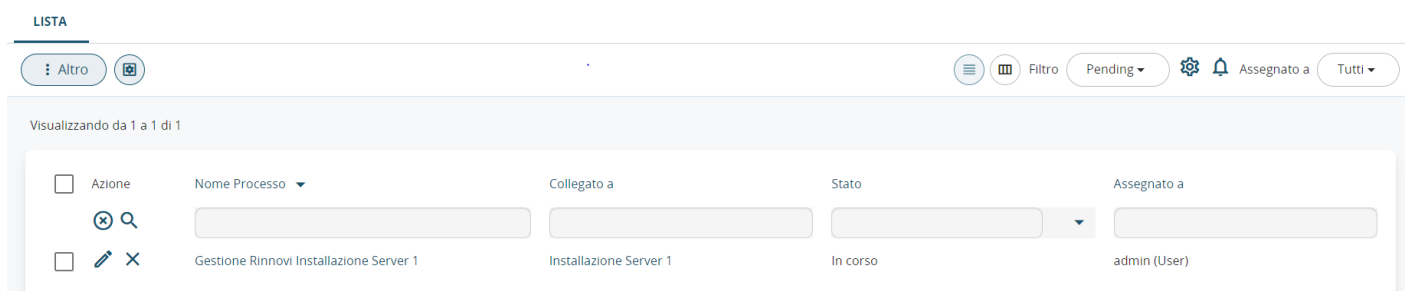 LISTA
Altro Filtro Pending Assegnato a Tutti
Visualizzando da 1 a 1 di 1
Azione Nome Processo Collegato a Stato Assegnato a
Gestione Rinnovi Installazione Server 1 Installazione Server 1 In corso admin (User)